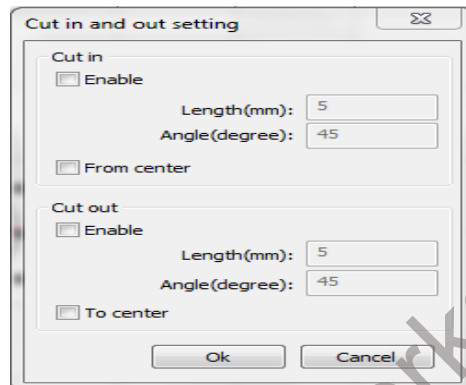 Cut in and out setting
Cut in
Enable
Length(mm): 5
Angle(degree): 45
From center
Cut out
Enable
Length(mm): 5
Angle(degree): 45
To center
Ok Cancel